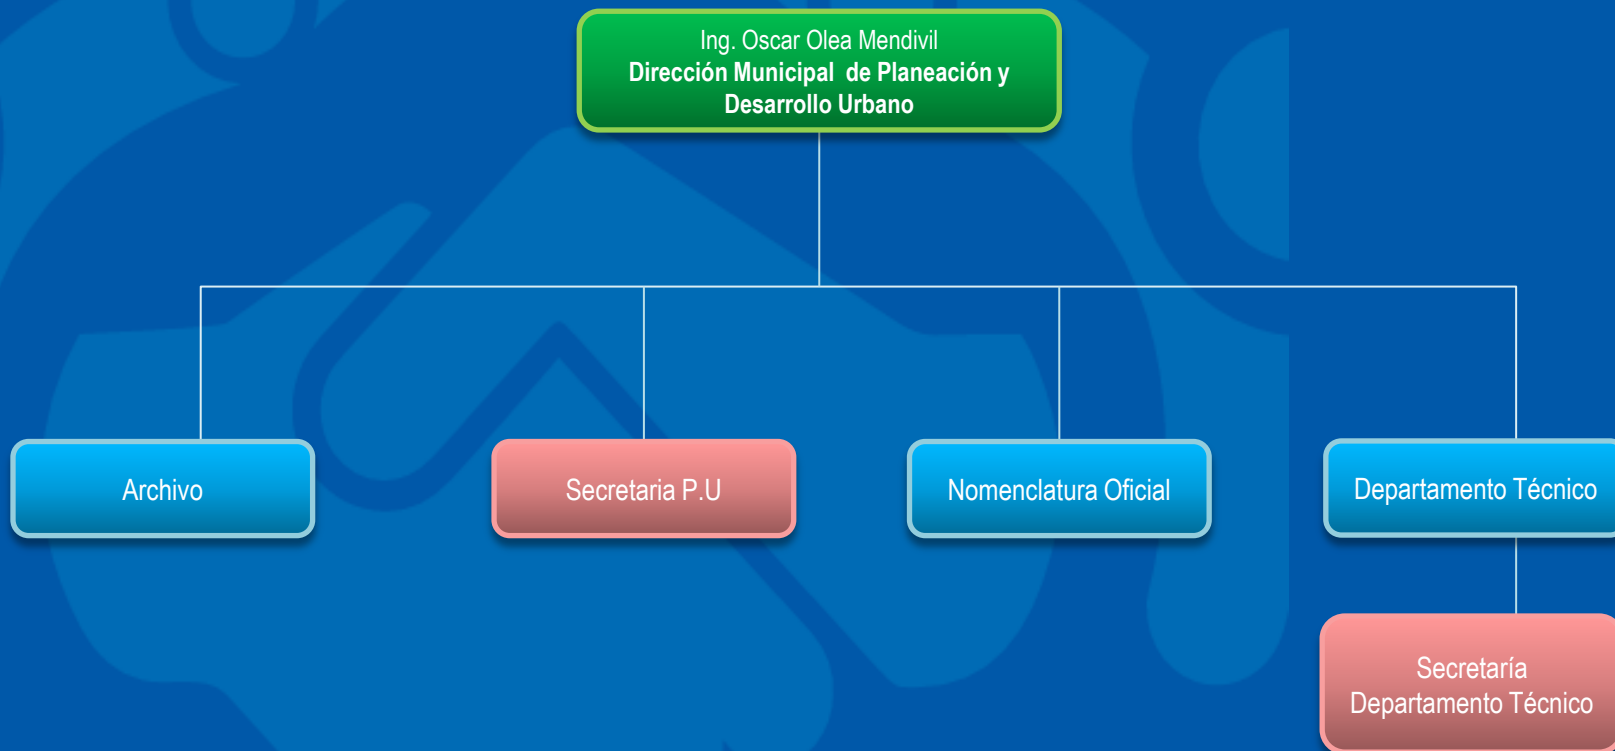 Ing. Oscar Olea Mendivil
Dirección Municipal de Planeación y
Desarrollo Urbano
Archivo
Secretaria P.U
Nomenclatura Oficial
Departamento Técnico
Secretaría
Departamento Técnico